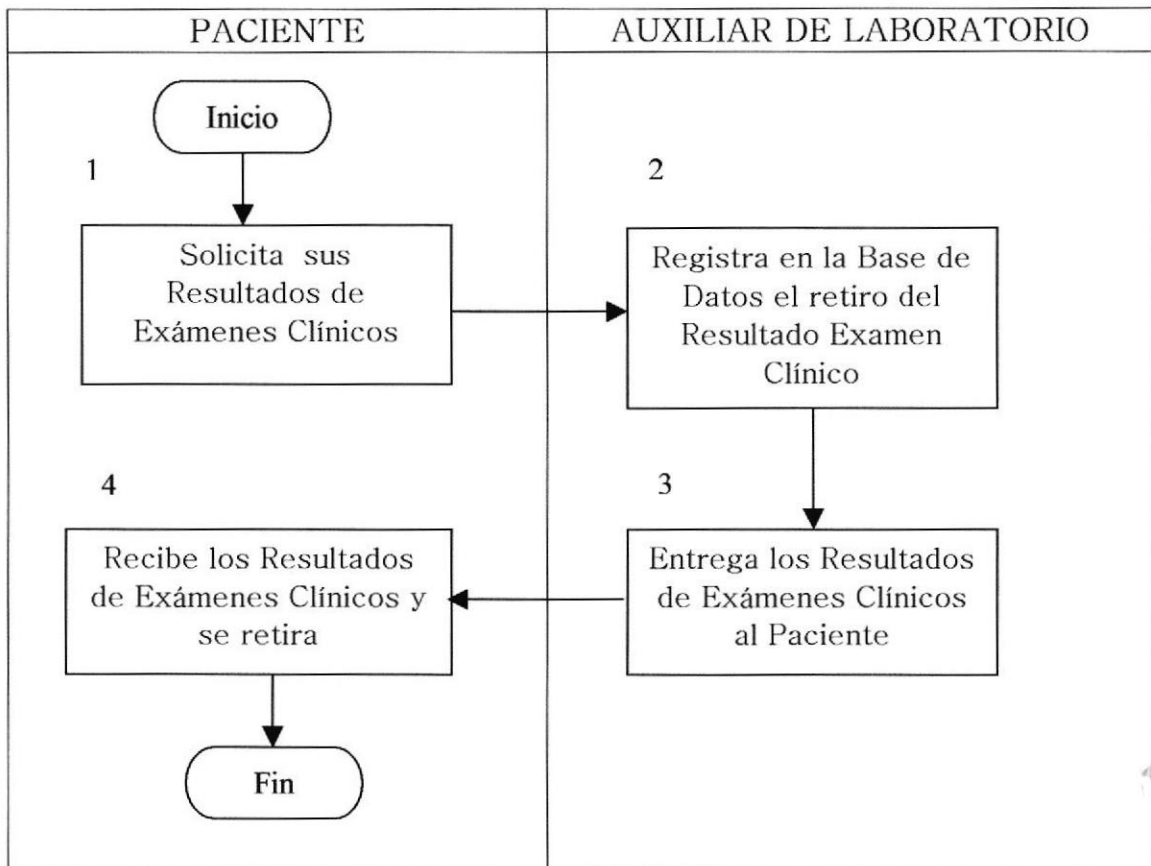 PACIENTE
AUXILIAR DE LABORATORIO
Inicio
1
Solicita sus
Resultados de
Exámenes Clínicos
2
Registra en la Base de
Datos el retiro del
Resultado Examen
Clínico
3
Entrega los Resultados
de Exámenes Clínicos
al Paciente
4
Recibe los Resultados
de Exámenes Clínicos y
se retira
Fin